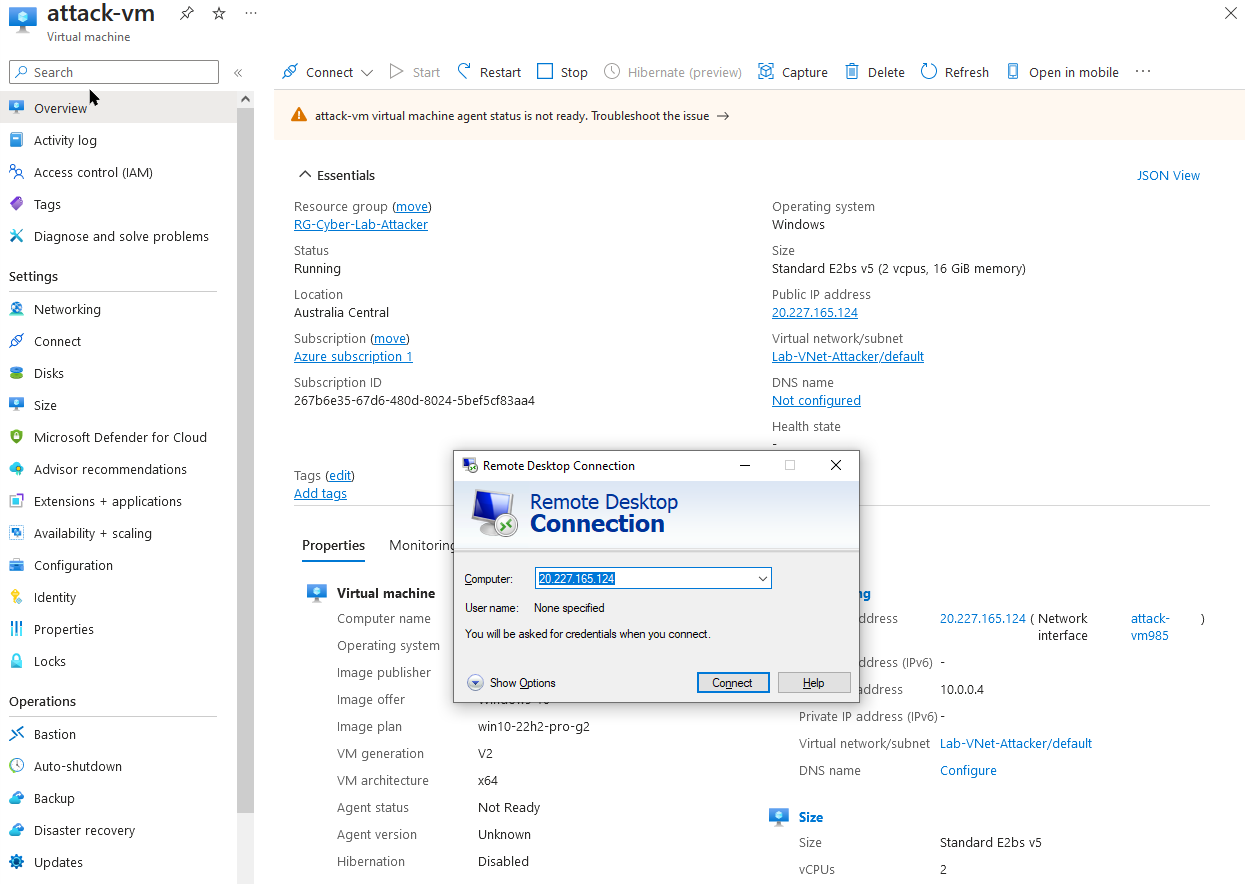 attack-vm
Virtual machine
Search
Overview
Activity log
Access control (IAM)
Tags
Diagnose and solve problems
Settings
Networking
Connect
Disks
Size
Microsoft Defender for Cloud
Advisor recommendations
Extensions + applications
Availability + scaling
Configuration
Identity
Properties
Locks
Operations
Bastion
Auto-shutdown
Backup
Disaster recovery
Updates
Connect Start Restart Stop Hibernate (preview) Capture Delete Refresh Open in mobile
attack-vm virtual machine agent status is not ready. Troubleshoot the issue →
Essentials
JSON View
Resource group (move)
RG-Cyber-Lab-Attacker
Status
Running
Location
Australia Central
Subscription (move)
Azure subscription 1
Subscription ID
267b6e35-67d6-480d-8024-5bef5cf83aa4
Operating system
Windows
Size
Standard E2bs v5 (2 vcpus, 16 GiB memory)
Public IP address
20.227.165.124
Virtual network/subnet
Lab-VNet-Attacker/default
DNS name
Not configured
Health state
-
Tags (edit)
Add tags
Properties Monitoring
Virtual machine
Computer name
Operating system
Image publisher
Image offer
Image plan win10-22h2-pro-g2
VM generation V2
VM architecture x64
Agent status Not Ready
Agent version Unknown
Hibernation Disabled
Remote Desktop Connection
Remote Desktop
Connection
Computer: 20.227.165.124
User name: None specified
You will be asked for credentials when you connect.
Show Options
Connect
Help
ng
ddress 20.227.165.124 ( Network interface attack-vm985 )
ddress (IPv6) -
address 10.0.0.4
Private IP address (IPv6) -
Virtual network/subnet Lab-VNet-Attacker/default
DNS name Configure
Size
Size Standard E2bs v5
vCPUs 2